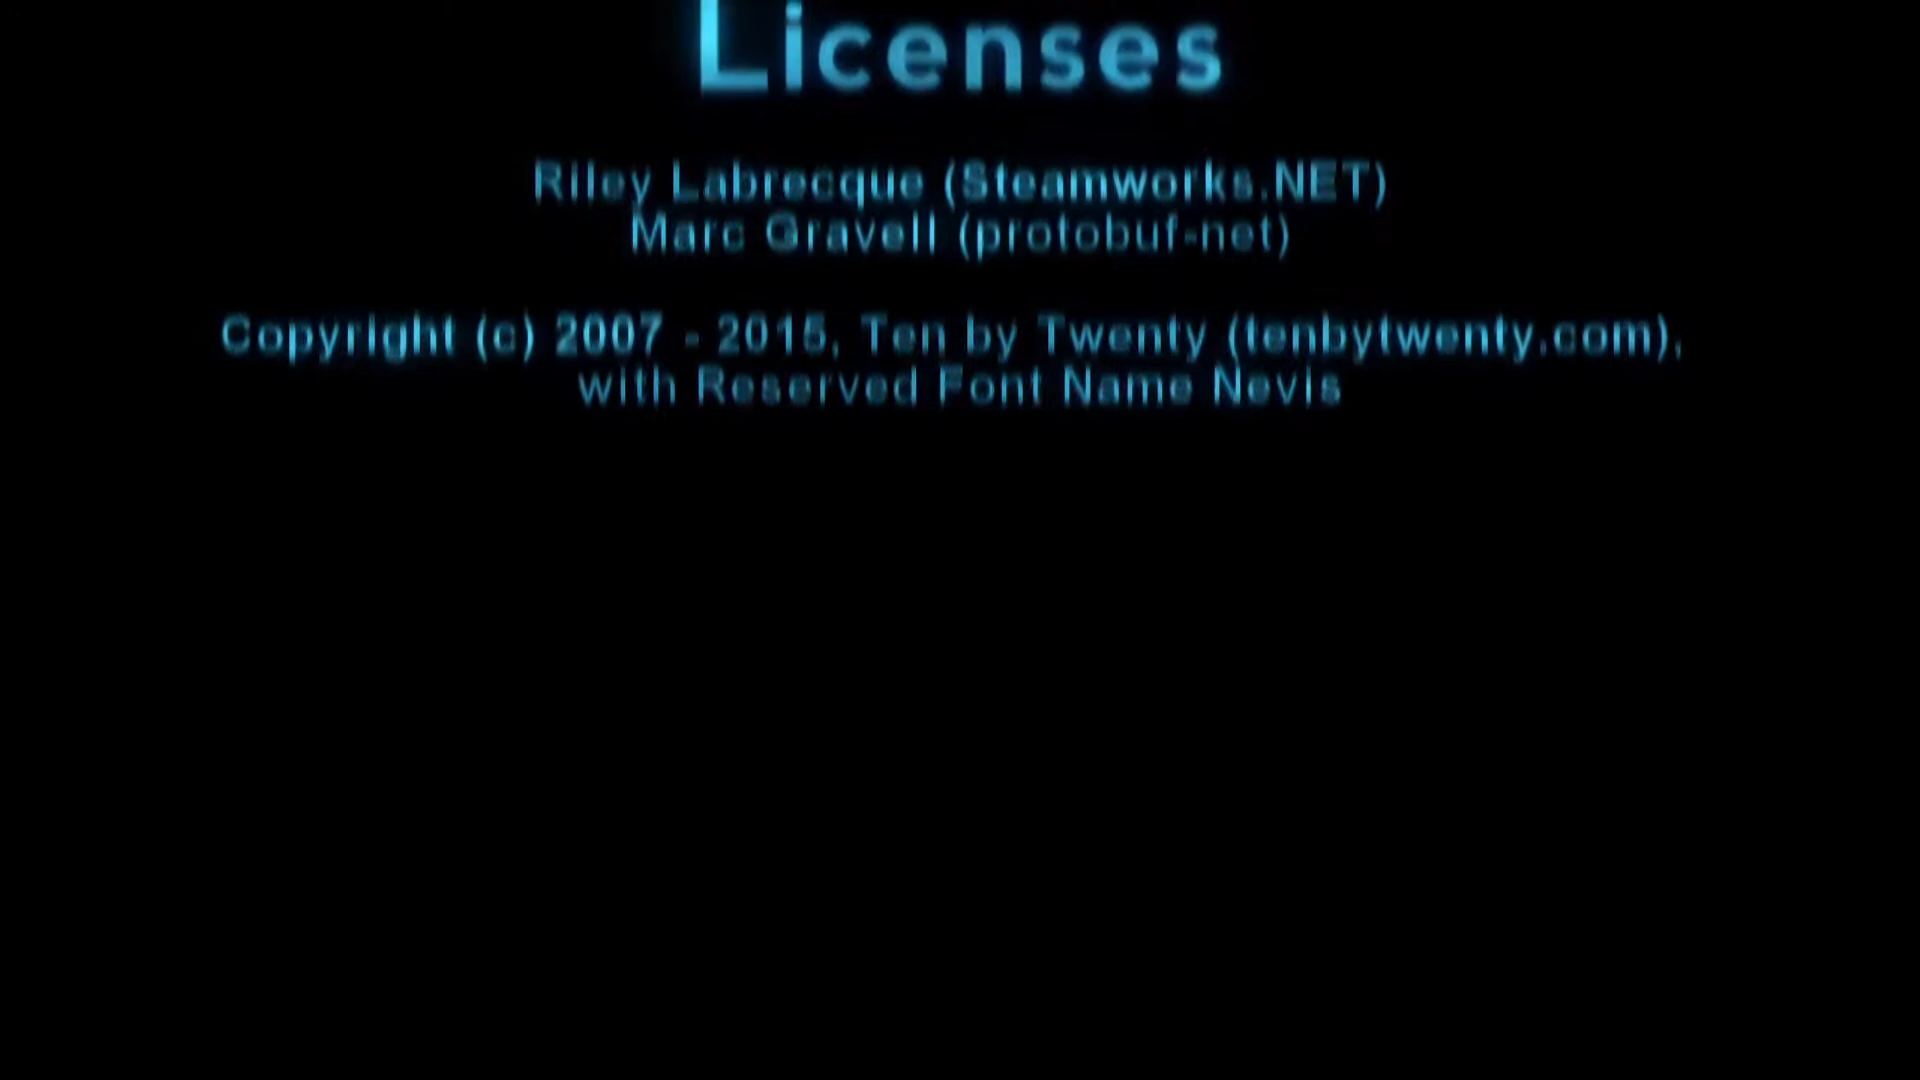 Licenses
Riley Labrecque (Steamworks.NET)
Marc Gravell (protobuf-net)
Copyright (c) 2007 - 2015, Ten by Twenty (tenbytwenty.com),
with Reserved Font Name Nevis